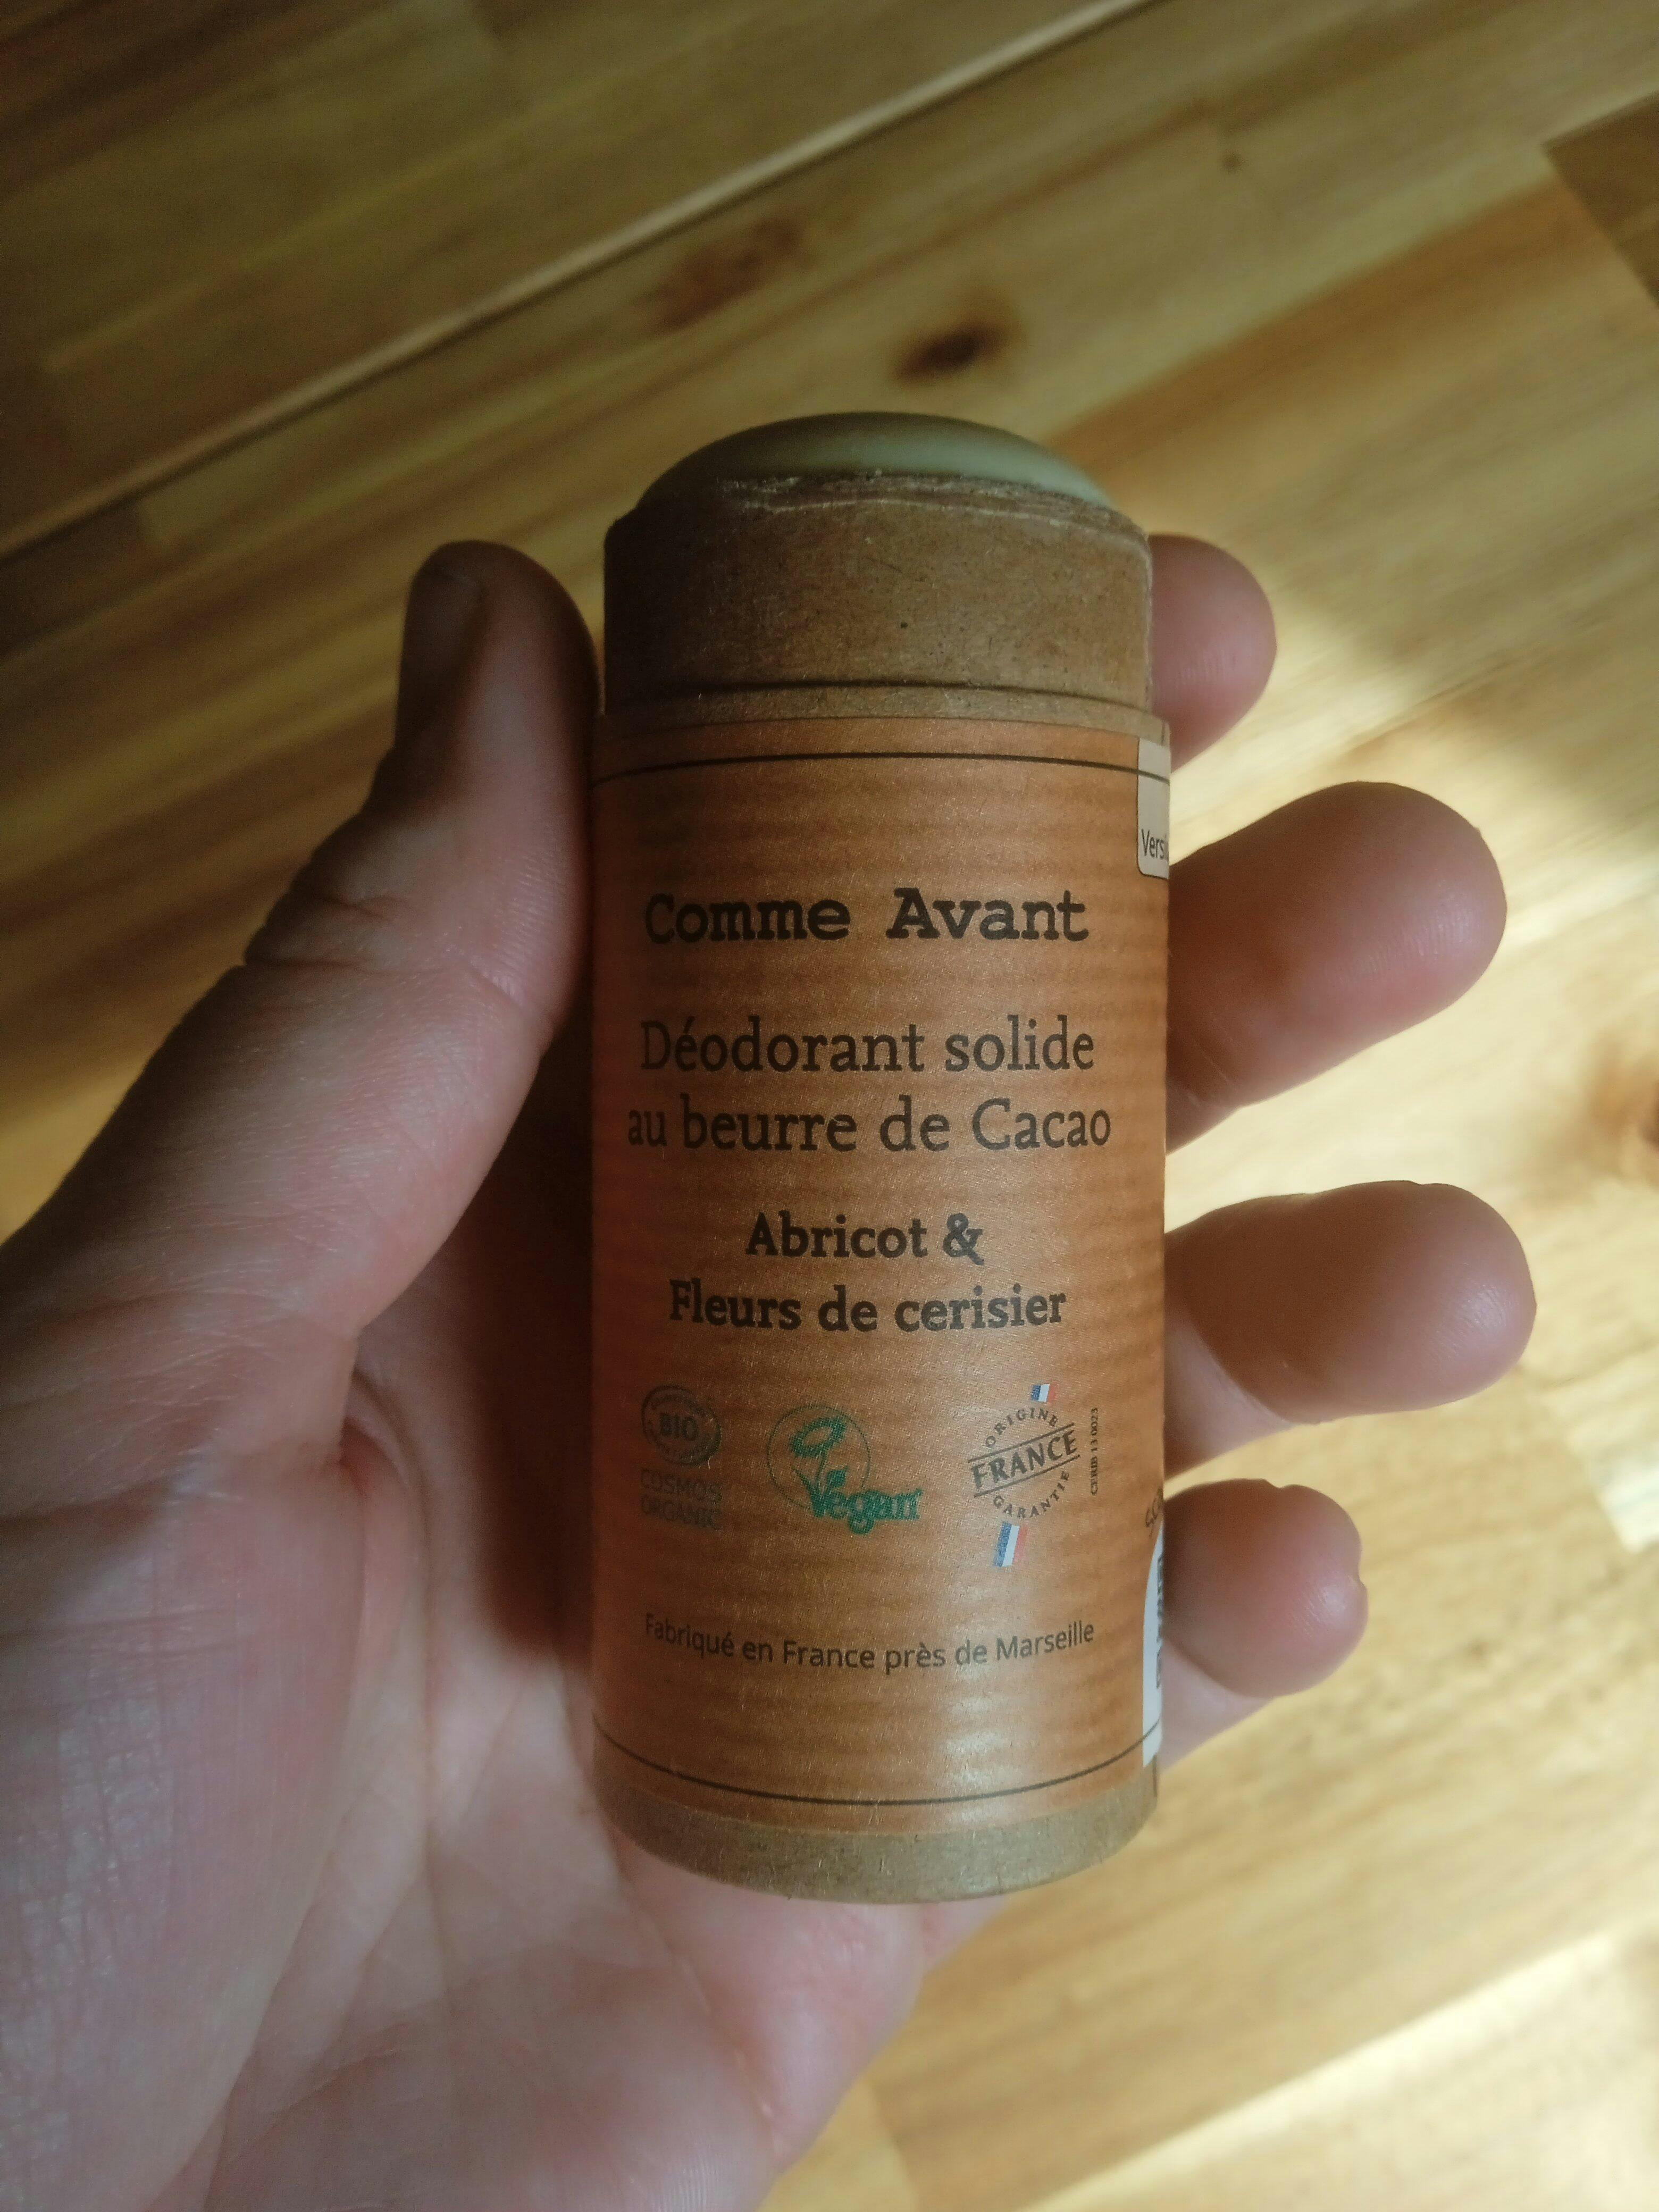 Comme Avant
Déodorant solide
au beurre de Cacao
Abricot &
Fleurs de cerisier
BIO
COSMOS
ORGANIC
Vegan
ORIGINE
FRANCE
GARANTIE
Fabriqué en France près de Marseille